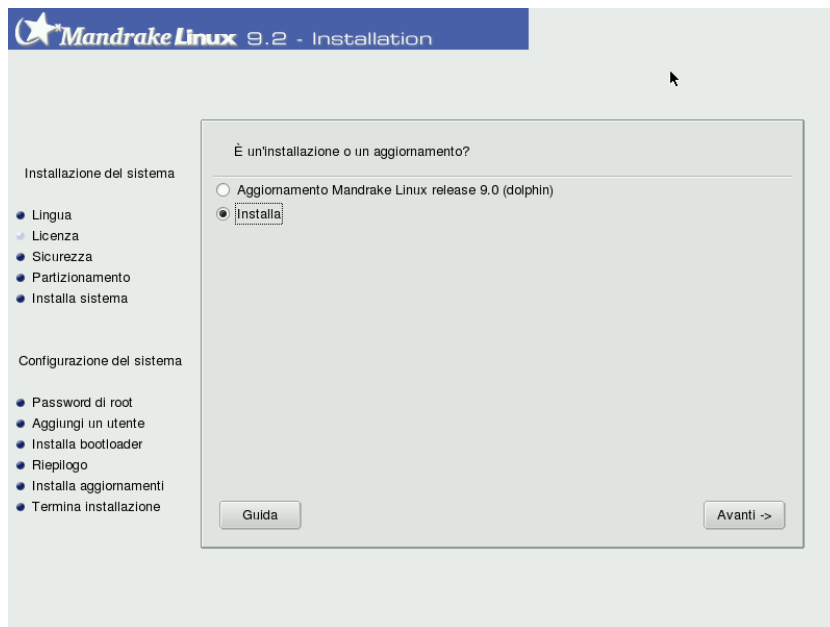 Mandrake Linux 9.2 - Installation
È un'installazione o un aggiornamento?
Aggiornamento Mandrake Linux release 9.0 (dolphin)
Installa
Installazione del sistema
Lingua
Licenza
Sicurezza
Partizionamento
Installa sistema
Configurazione del sistema
Password di root
Aggiungi un utente
Installa bootloader
Riepilogo
Installa aggiornamenti
Termina installazione
Guida
Avanti ->